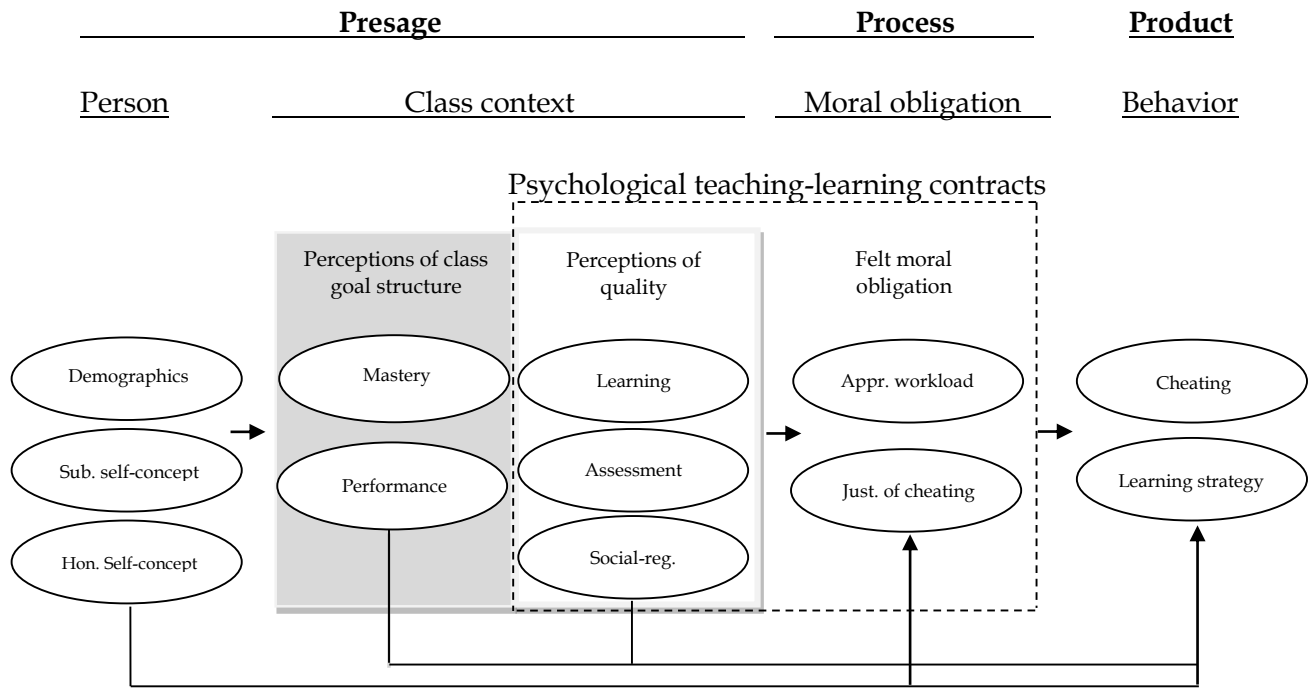 Presage Process Product
Person Class context Moral obligation Behavior
Psychological teaching-learning contracts
Perceptions of class
goal structure
Perceptions of
quality
Felt moral
obligation
Demographics
Sub. self-concept
Hon. Self-concept
Mastery
Performance
Learning
Assessment
Social-reg.
Appr. workload
Just. of cheating
Cheating
Learning strategy